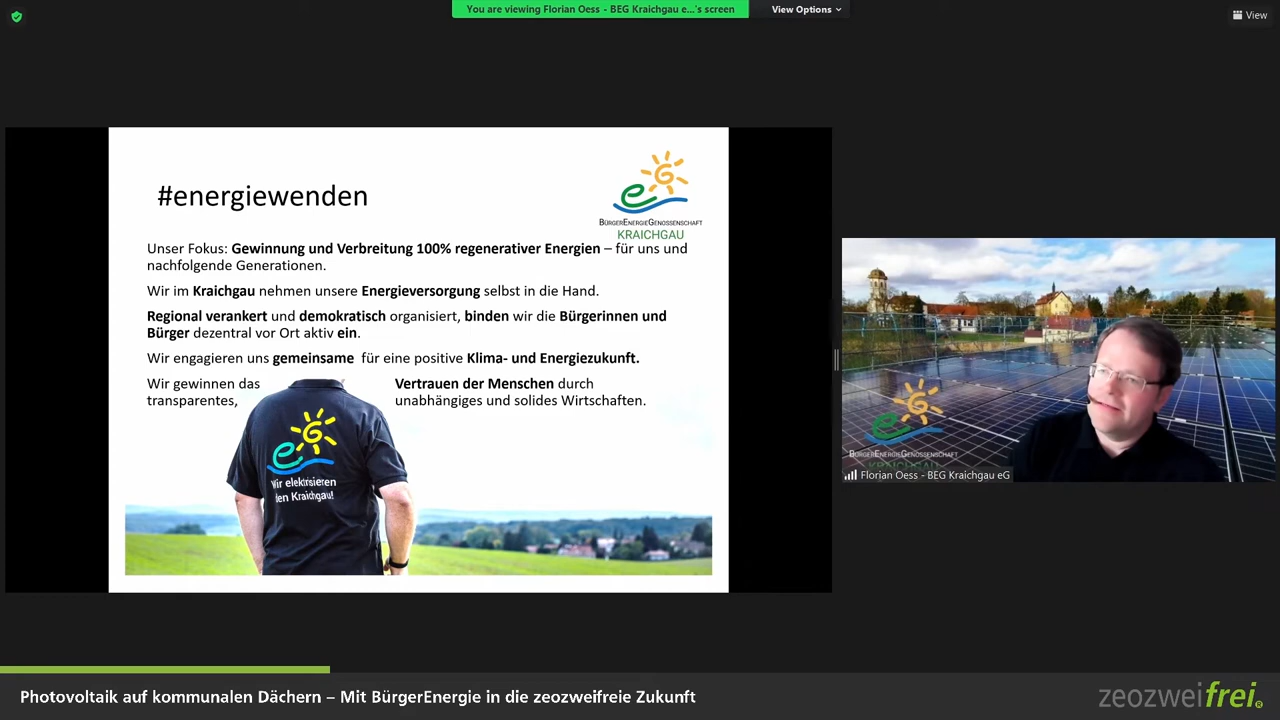 You are viewing Florian Oess - BEG Kraichgau e...'s screen
View Options
View
#energiewenden
BÜRGERENERGIEGENOSSENSCHAFT
KRAICHGAU
Unser Fokus: Gewinnung und Verbreitung 100% regenerativer Energien – für uns und
nachfolgende Generationen.
Wir im Kraichgau nehmen unsere Energieversorgung selbst in die Hand.
Regional verankert und demokratisch organisiert, binden wir die Bürgerinnen und
Bürger dezentral vor Ort aktiv ein.
Wir engagieren uns gemeinsame für eine positive Klima- und Energiezukunft.
Wir gewinnen das Vertrauen der Menschen durch
transparentes, unabhängiges und solides Wirtschaften.
Wir elektrisieren
den Kraichgau!
BÜRGERENERGIEGENOSSENSCHAFT
KRAICHGAU
Florian Oess - BEG Kraichgau eG
Photovoltaik auf kommunalen Dächern – Mit BürgerEnergie in die zeozweifreie Zukunft
zeozweifrei.